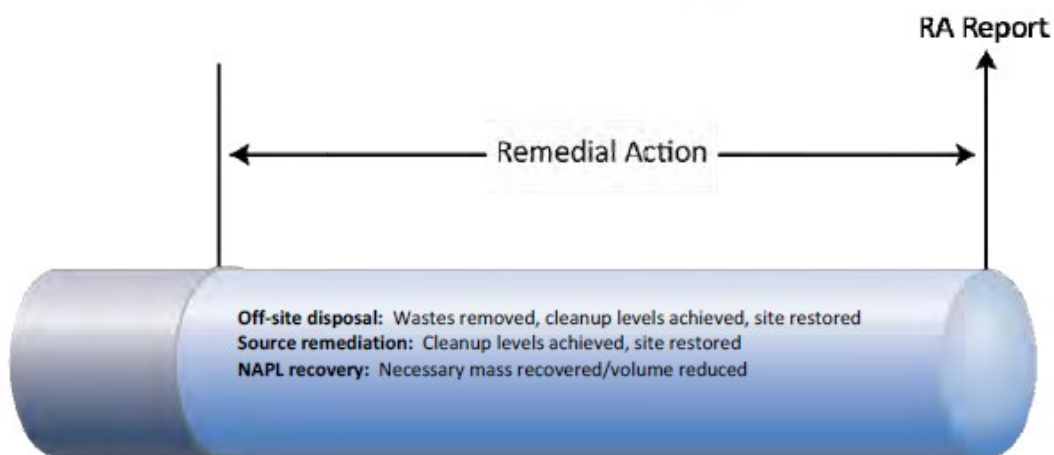 RA Report
Remedial Action
Off-site disposal: Wastes removed, cleanup levels achieved, site restored
Source remediation: Cleanup levels achieved, site restored
NAPL recovery: Necessary mass recovered/volume reduced